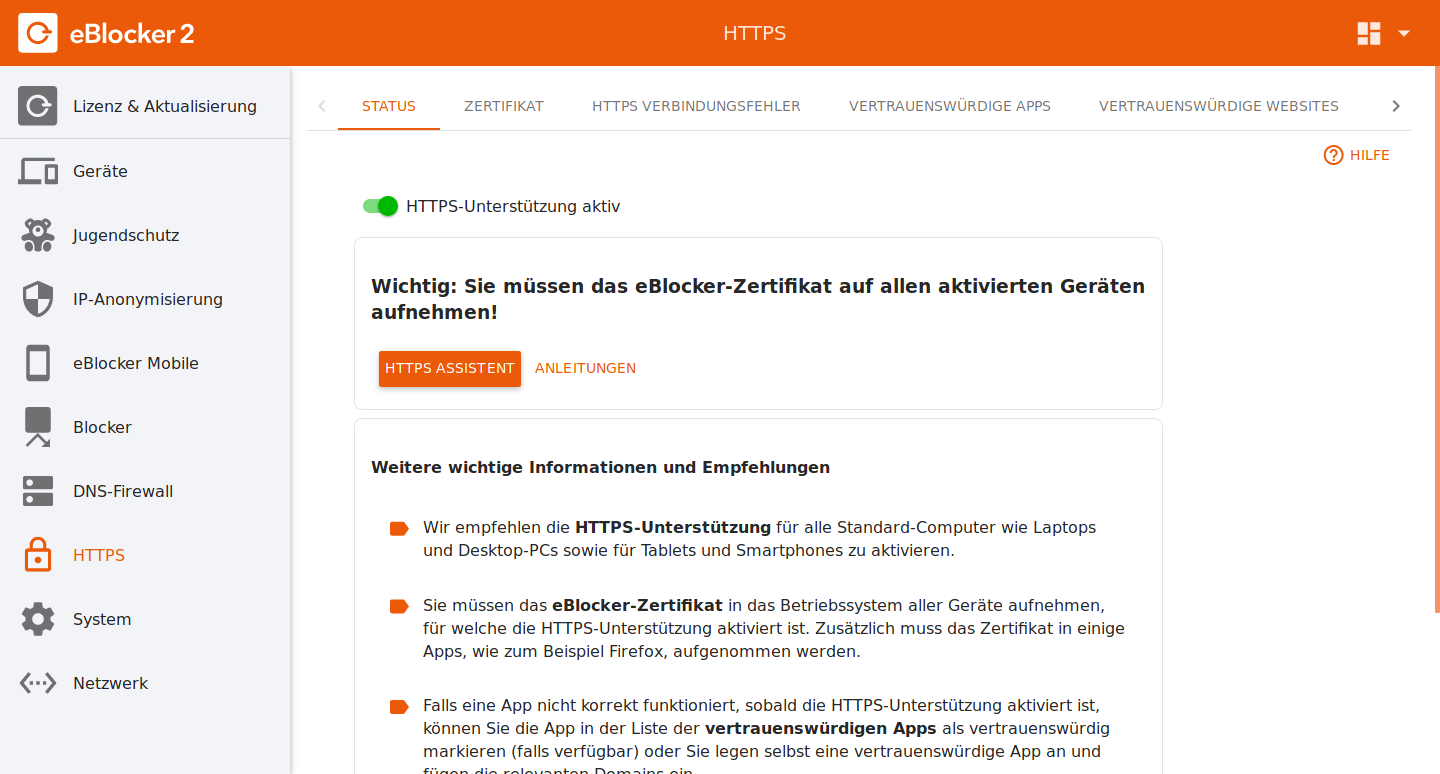 eBlocker 2
HTTPS
Lizenz & Aktualisierung
Geräte
Jugendschutz
IP-Anonymisierung
eBlocker Mobile
Blocker
DNS-Firewall
HTTPS
System
Netzwerk
STATUS
ZERTIFIKAT
HTTPS VERBINDUNGSFEHLER
VERTRAUENSWÜRDIGE APPS
VERTRAUENSWÜRDIGE WEBSITES
HILFE
HTTPS-Unterstützung aktiv
Wichtig: Sie müssen das eBlocker-Zertifikat auf allen aktivierten Geräten
aufnehmen!
HTTPS ASSISTENT
ANLEITUNGEN
Weitere wichtige Informationen und Empfehlungen
Wir empfehlen die HTTPS-Unterstützung für alle Standard-Computer wie Laptops
und Desktop-PCs sowie für Tablets und Smartphones zu aktivieren.
Sie müssen das eBlocker-Zertifikat in das Betriebssystem aller Geräte aufnehmen,
für welche die HTTPS-Unterstützung aktiviert ist. Zusätzlich muss das Zertifikat in einige
Apps, wie zum Beispiel Firefox, aufgenommen werden.
Falls eine App nicht korrekt funktioniert, sobald die HTTPS-Unterstützung aktiviert ist,
können Sie die App in der Liste der vertrauenswürdigen Apps als vertrauenswürdig
markieren (falls verfügbar) oder Sie legen selbst eine vertrauenswürdige App an und
fügen die relevanten Domains ein.